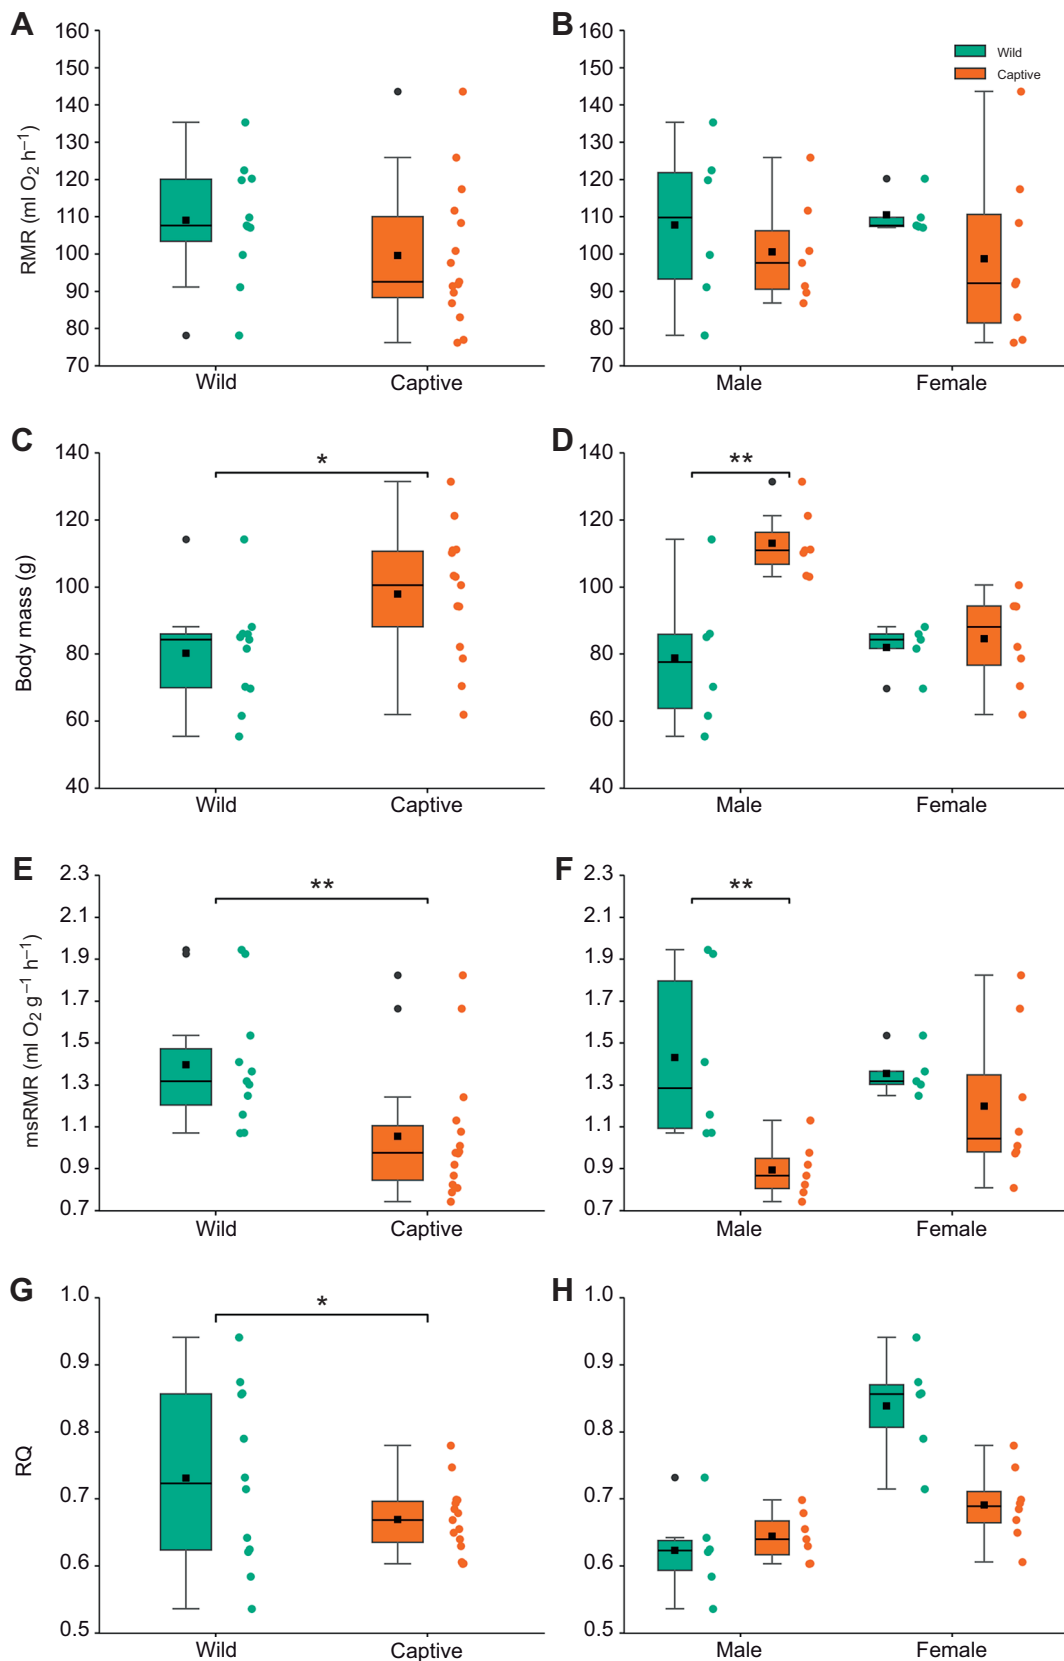 A
160
150
140
130
120
110
100
90
80
70
RMR (ml O2 h–1)
Wild
Captive
B
160
150
140
130
120
110
100
90
80
70
Wild
Captive
Male
Female
C
140
120
100
80
60
40
Body mass (g)
*
Wild
Captive
D
140
120
100
80
60
40
**
Male
Female
E
2.3
2.1
1.9
1.7
1.5
1.3
1.1
0.9
0.7
msRMR (ml O2 g–1 h–1)
**
Wild
Captive
F
2.3
2.1
1.9
1.7
1.5
1.3
1.1
0.9
0.7
**
Male
Female
G
1.0
0.9
0.8
0.7
0.6
0.5
RQ
*
Wild
Captive
H
1.0
0.9
0.8
0.7
0.6
0.5
Male
Female